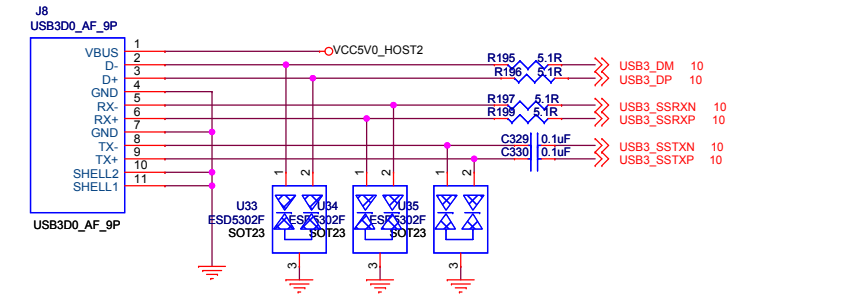 J8
USB3D0_AF_9P
VBUS 1 VCC5V0_HOST2
D- 2 R195 5.1R USB3_DM 10
D+ 3 R196 5.1R USB3_DP 10
GND 4
RX- 5 R197 5.1R USB3_SSRXN 10
RX+ 6 R199 5.1R USB3_SSRXP 10
GND 7
TX- 8 C329 0.1uF USB3_SSTXN 10
TX+ 9 C330 0.1uF USB3_SSTXP 10
SHELL2 10
SHELL1 11
1 2 1 2 1 2
U33 U34 U35
ESD5302F ESD5302F ESD5302F
SOT23 SOT23 SOT23
USB3D0_AF_9P
3 3 3